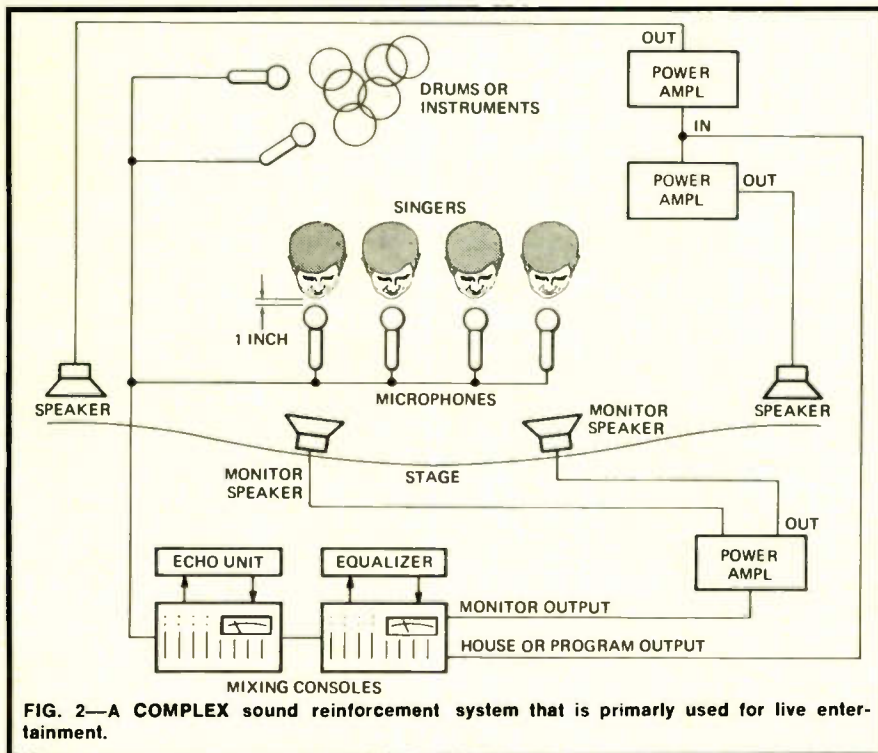 OUT
POWER
AMPL
DRUMS OR
INSTRUMENTS
IN
POWER
AMPL
OUT
SINGERS
1 INCH
MICROPHONES
SPEAKER
MONITOR
SPEAKER
SPEAKER
MONITOR
SPEAKER
STAGE
OUT
POWER
AMPL
ECHO UNIT
EQUALIZER
MONITOR OUTPUT
HOUSE OR PROGRAM OUTPUT
MIXING CONSOLES
FIG. 2—A COMPLEX sound reinforcement system that is primarly used for live enter-
tainment.